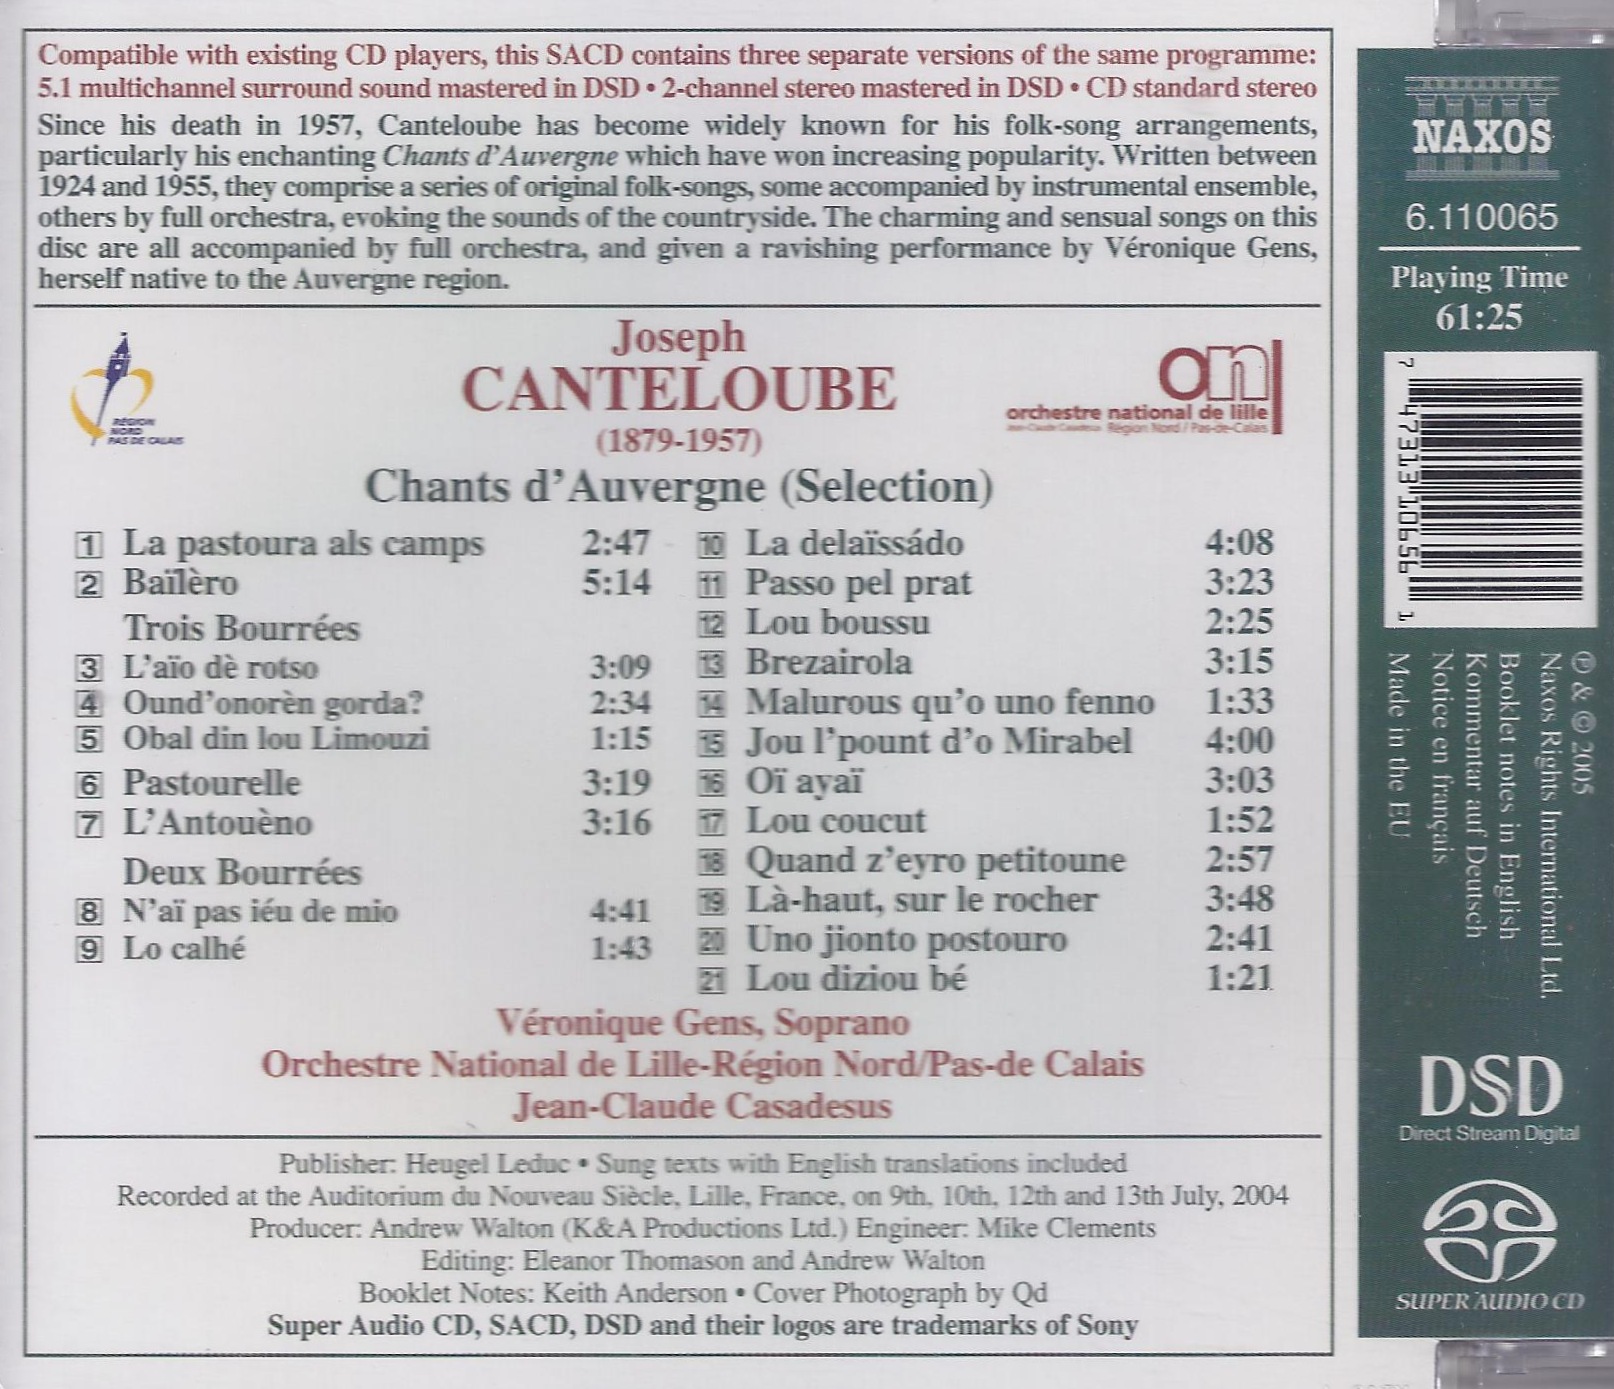 Compatible with existing CD players, this SACD contains three separate versions of the same programme:
5.1 multichannel surround sound mastered in DSD • 2-channel stereo mastered in DSD • CD standard stereo
Since his death in 1957, Canteloube has become widely known for his folk-song arrangements,
particularly his enchanting Chants d'Auvergne which have won increasing popularity. Written between
1924 and 1955, they comprise a series of original folk-songs, some accompanied by instrumental ensemble,
others by full orchestra, evoking the sounds of the countryside. The charming and sensual songs on this
disc are all accompanied by full orchestra, and given a ravishing performance by Véronique Gens,
herself native to the Auvergne region.
RÉGION
NORD
PAS DE CALAIS
Joseph
CANTELOUBE
(1879-1957)
onl
orchestre national de lille
Jean-Claude Casadesus Région Nord / Pas-de-Calais
Chants d'Auvergne (Selection)
1 La pastoura als camps 2:47
2 Baïlèro 5:14
Trois Bourrées
3 L'aïo dè rotso 3:09
4 Ound'onorèn gorda? 2:34
5 Obal din lou Limouzi 1:15
6 Pastourelle 3:19
7 L'Antouèno 3:16
Deux Bourrées
8 N'aï pas iéu de mio 4:41
9 Lo calhé 1:43
10 La delaïssádo 4:08
11 Passo pel prat 3:23
12 Lou boussu 2:25
13 Brezairola 3:15
14 Malurous qu'o uno fenno 1:33
15 Jou l'pount d'o Mirabel 4:00
16 Oï ayaï 3:03
17 Lou coucut 1:52
18 Quand z'eyro petitoune 2:57
19 Là-haut, sur le rocher 3:48
20 Uno jionto postouro 2:41
21 Lou diziou bé 1:21
Véronique Gens, Soprano
Orchestre National de Lille-Région Nord/Pas-de Calais
Jean-Claude Casadesus
Publisher: Heugel Leduc • Sung texts with English translations included
Recorded at the Auditorium du Nouveau Siècle, Lille, France, on 9th, 10th, 12th and 13th July, 2004
Producer: Andrew Walton (K&A Productions Ltd.) Engineer: Mike Clements
Editing: Eleanor Thomason and Andrew Walton
Booklet Notes: Keith Anderson • Cover Photograph by Qd
Super Audio CD, SACD, DSD and their logos are trademarks of Sony
NAXOS
6.110065
Playing Time
61:25
7 47313 10656 1
℗ & © 2005
Naxos Rights International Ltd.
Booklet notes in English
Kommentar auf Deutsch
Notice en français
Made in the EU
DSD
Direct Stream Digital
SUPER AUDIO CD